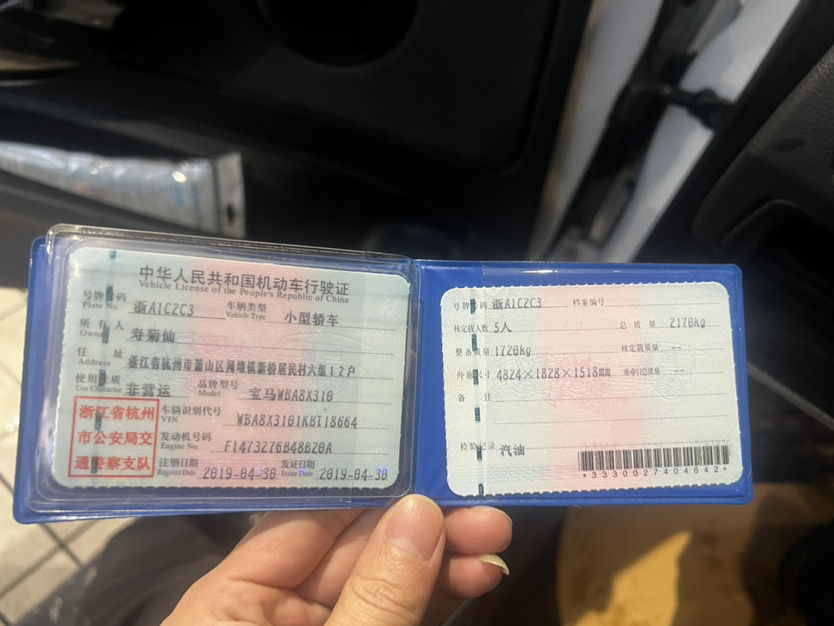 中华人民共和国机动车行驶证
Vehicle License of the People's Republic of China
号牌号码 浙A1C2C3 车辆类型 小型轿车
Plate No. Vehicle Type
所有人 寿菊仙
Owner
住址 浙江省杭州市萧山区闻堰镇新桥居民村六组12户
Address
使用性质 非营运 品牌型号 宝马WBA8X310
Use Character Model
浙江省杭州
市公安局交
通警察支队
车辆识别代号 WBA8X3101KBT18664
VIN
发动机号码 F1473276B48B20A
Engine No.
注册日期 2019-04-30 发证日期 2019-04-30
Register Date Issue Date
号牌号码 浙A1C2C3 档案编号
核定载人数 5人 总质量 2170kg
整备质量 1720kg 核定载质量 --
外廓尺寸 4824×1828×1518 准牵引总质量 --
备注
检验记录 汽油
*3330027404842*